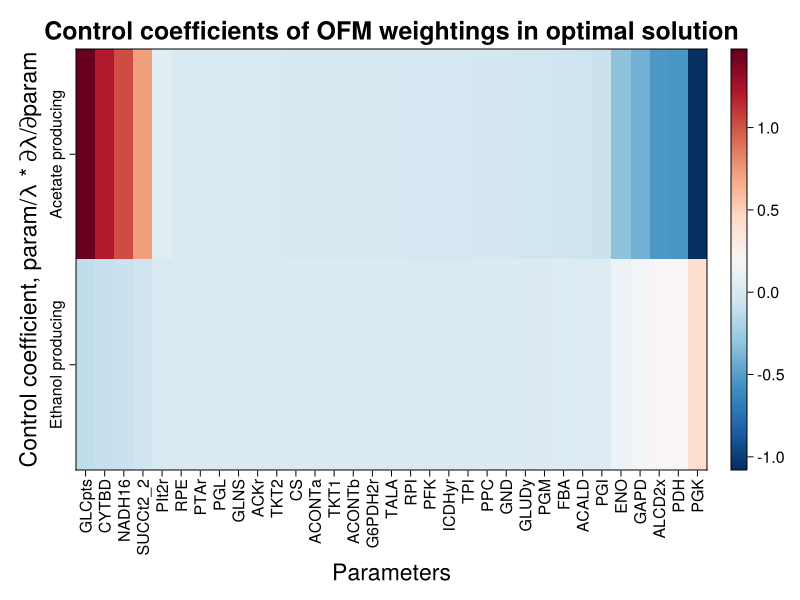 Control coefficients of OFM weightings in optimal solution
Control coefficient, param/λ * ∂λ/∂param
Acetate producing
Ethanol producing
1.0
0.5
0.0
-0.5
-1.0
GLCpts
CYTBD
NADH16
SUCCt2_2
PIt2r
RPE
PTAr
PGL
GLNS
ACKr
TKT2
CS
ACONTa
TKT1
ACONTb
G6PDH2r
TALA
RPI
PFK
ICDHyr
TPI
PPC
GND
GLUDy
PGM
FBA
ACALD
PGI
ENO
GAPD
ALCD2x
PDH
PGK
Parameters